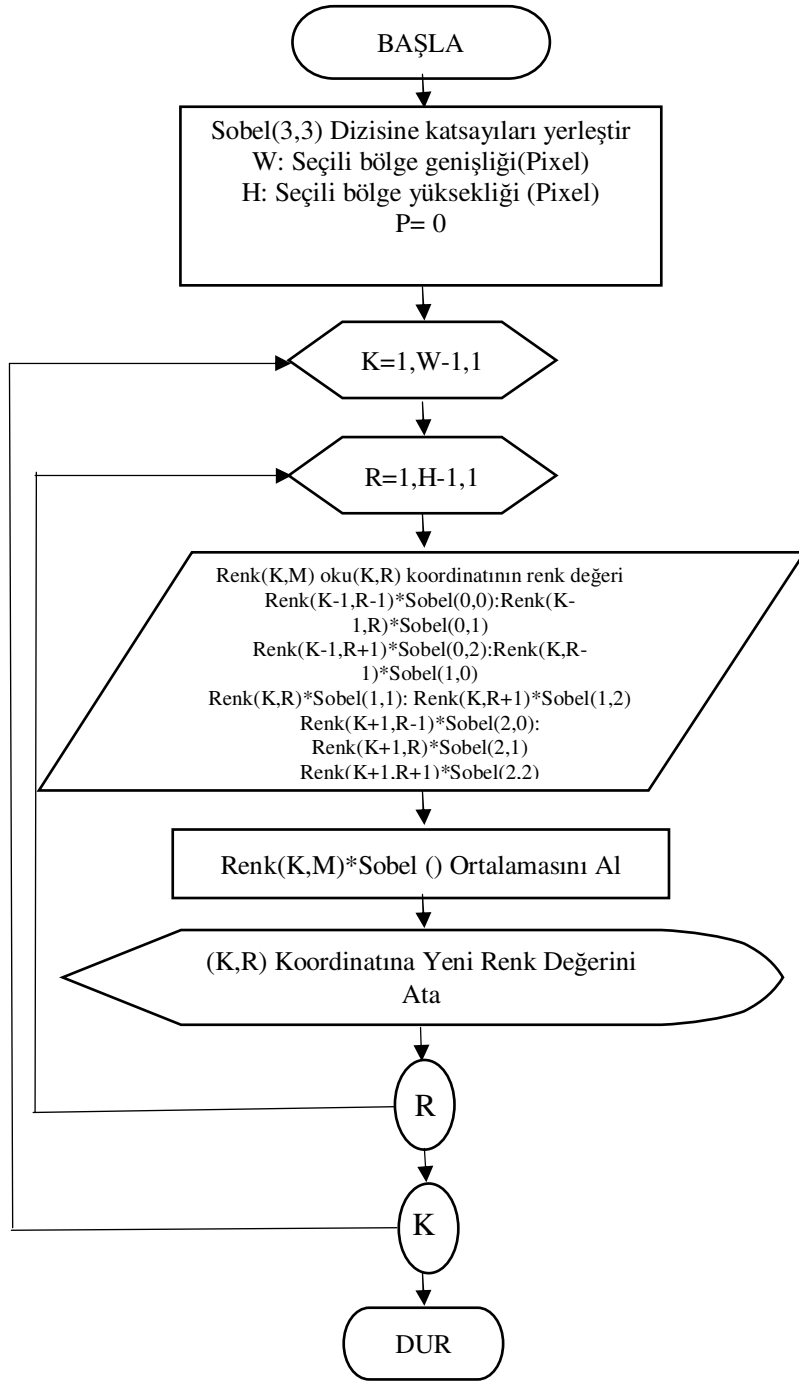 BAŞLA
Sobel(3,3) Dizisine katsayıları yerleştir
W: Seçili bölge genişliği(Pixel)
H: Seçili bölge yüksekliği (Pixel)
P= 0
K=1,W-1,1
R=1,H-1,1
Renk(K,M) oku(K,R) koordinatının renk değeri
Renk(K-1,R-1)*Sobel(0,0):Renk(K-
1,R)*Sobel(0,1)
Renk(K-1,R+1)*Sobel(0,2):Renk(K,R-
1)*Sobel(1,0)
Renk(K,R)*Sobel(1,1): Renk(K,R+1)*Sobel(1,2)
Renk(K+1,R-1)*Sobel(2,0):
Renk(K+1,R)*Sobel(2,1)
Renk(K+1,R+1)*Sobel(2,2)
Renk(K,M)*Sobel () Ortalamasını Al
(K,R) Koordinatına Yeni Renk Değerini
Ata
R
K
DUR